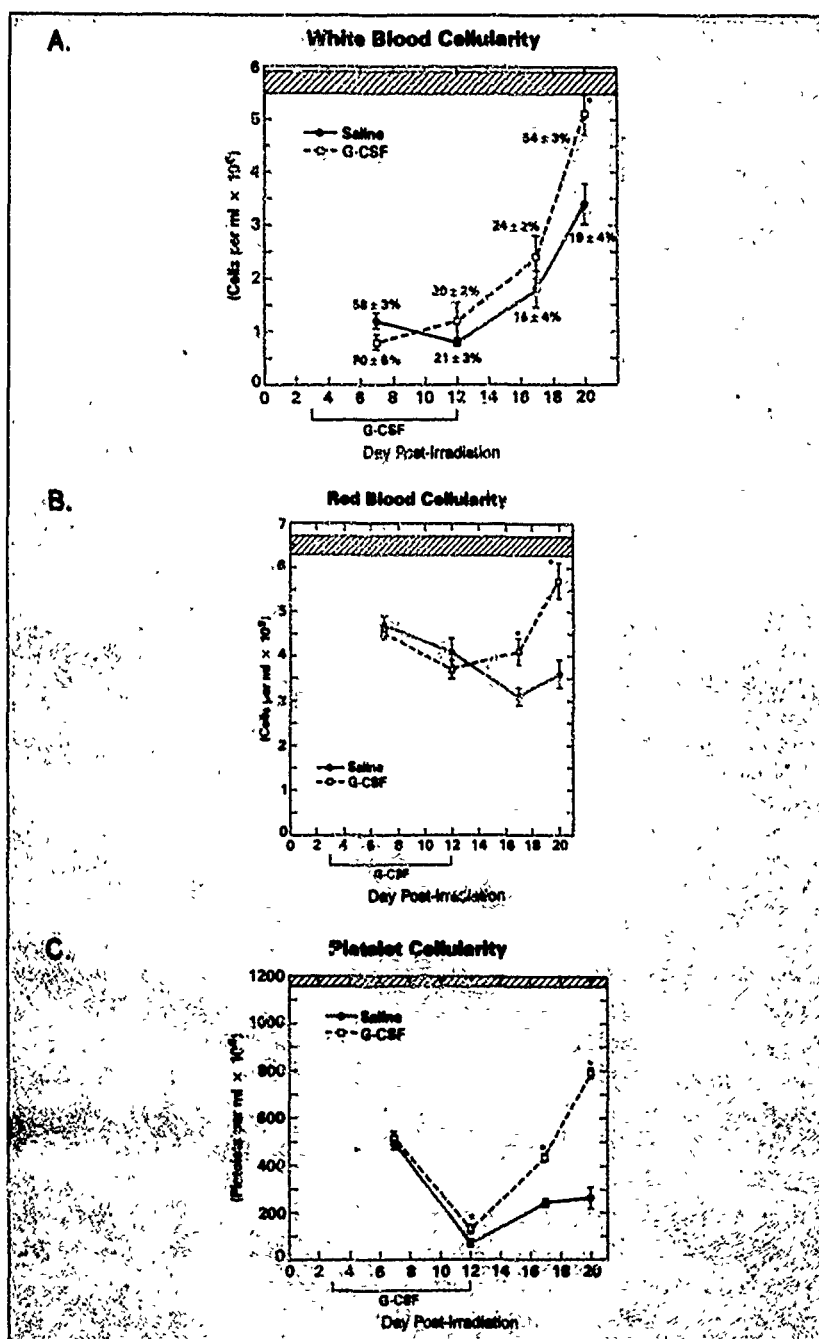 A.
White Blood Cellularity
6
5
4
3
2
1
0
(Cells per ml ×
Saline
G-CSF
58 ± 3%
20 ± 2%
24 ± 2%
54 ± 3%
21 ± 3%
19 ± 4%
0 2 4 6 8 10 12 14 16 18 20
G-CSF
Day Post-Irradiation
B.
Red Blood Cellularity
7
6
5
4
3
2
1
0
(Cells per ml ×
Saline
G-CSF
0 2 4 6 8 10 12 14 16 18 20
G-CSF
Day Post-Irradiation
C.
Platelet Cellularity
1200
1000
800
600
400
200
0
(Platelets per ml ×
Saline
G-CSF
0 2 4 6 8 10 12 14 16 18 20
G-CSF
Day Post-Irradiation